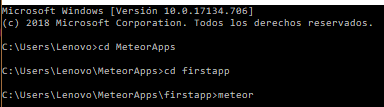 Microsoft Windows [Versión 10.0.17134.706]
(c) 2018 Microsoft Corporation. Todos los derechos reservados.
C:\Users\Lenovo>cd MeteorApps
C:\Users\Lenovo\MeteorApps>cd firstapp
C:\Users\Lenovo\MeteorApps\firstapp>meteor